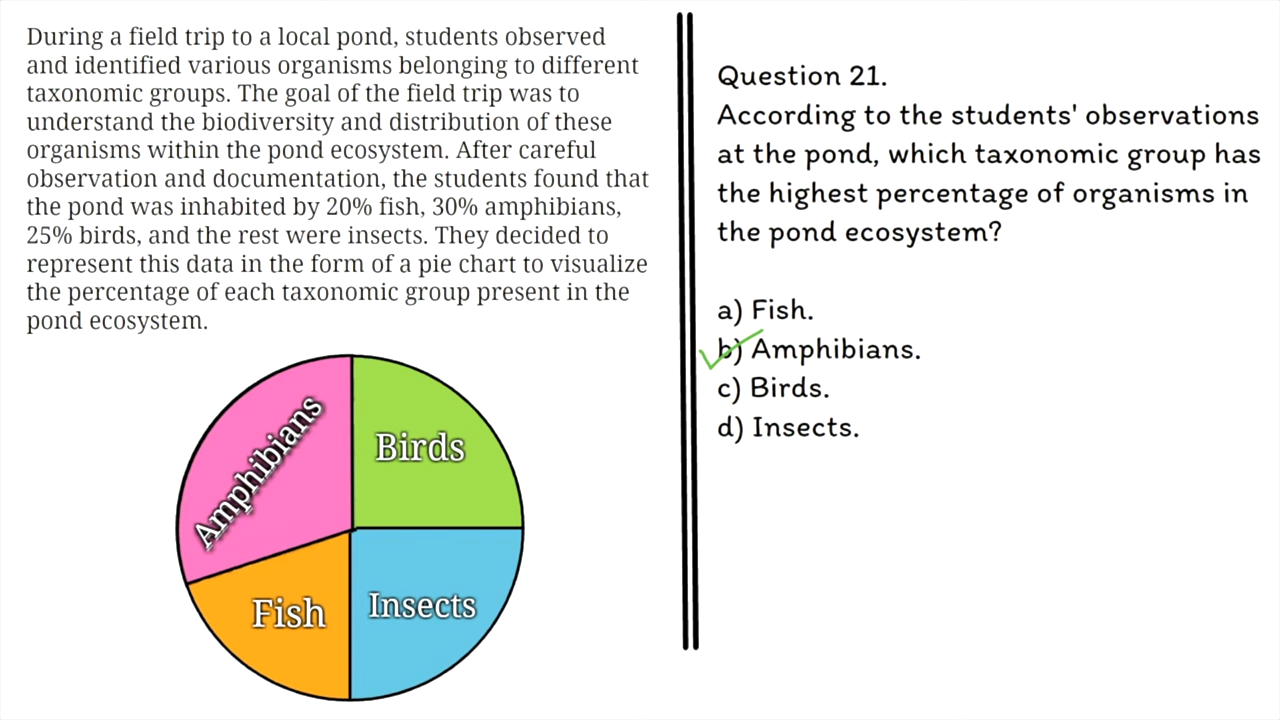 During a field trip to a local pond, students observed
and identified various organisms belonging to different
taxonomic groups. The goal of the field trip was to
understand the biodiversity and distribution of these
organisms within the pond ecosystem. After careful
observation and documentation, the students found that
the pond was inhabited by 20% fish, 30% amphibians,
25% birds, and the rest were insects. They decided to
represent this data in the form of a pie chart to visualize
the percentage of each taxonomic group present in the
pond ecosystem.
Amphibians
Birds
Fish
Insects
Question 21.
According to the students' observations
at the pond, which taxonomic group has
the highest percentage of organisms in
the pond ecosystem?
a) Fish.
b) Amphibians.
c) Birds.
d) Insects.